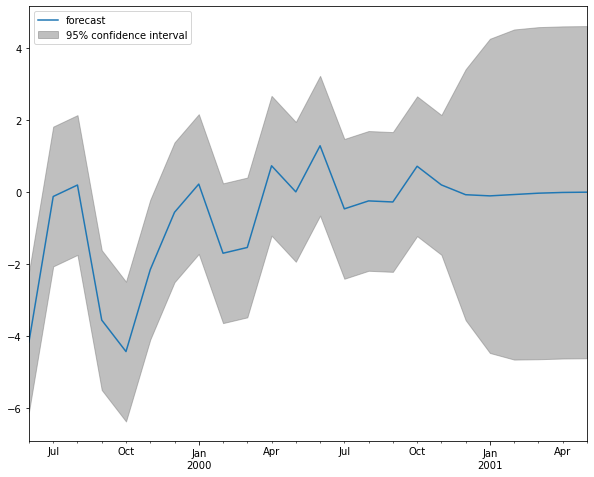 forecast
95% confidence interval
4
2
0
−2
−4
−6
Jul
Oct
Jan
2000
Apr
Jul
Oct
Jan
2001
Apr